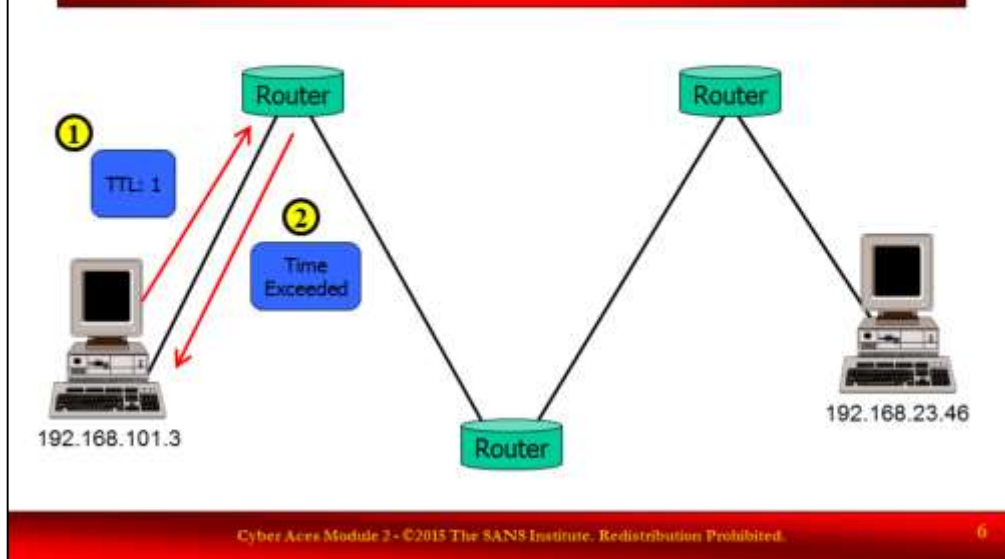 Router
Router
1
TTL: 1
2
Time
Exceeded
192.168.101.3
192.168.23.46
Router
Cyber Aces Module 2 - ©2015 The SANS Institute. Redistribution Prohibited.
6